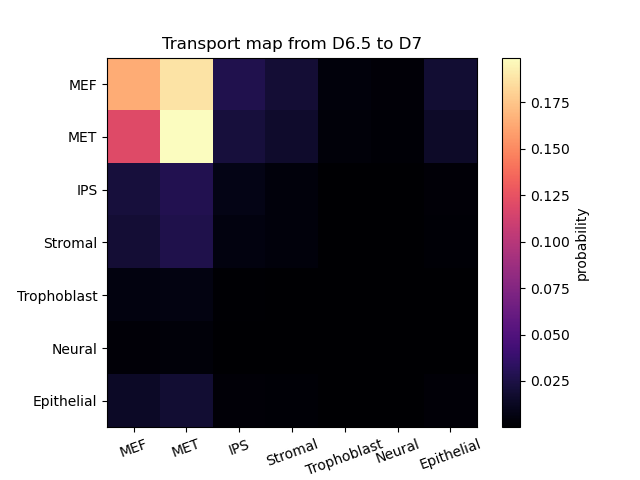 Transport map from D6.5 to D7
MEF
MET
IPS
Stromal
Trophoblast
Neural
Epithelial
MEF
MET
IPS
Stromal
Trophoblast
Neural
Epithelial
0.175
0.150
0.125
0.100
0.075
0.050
0.025
probability